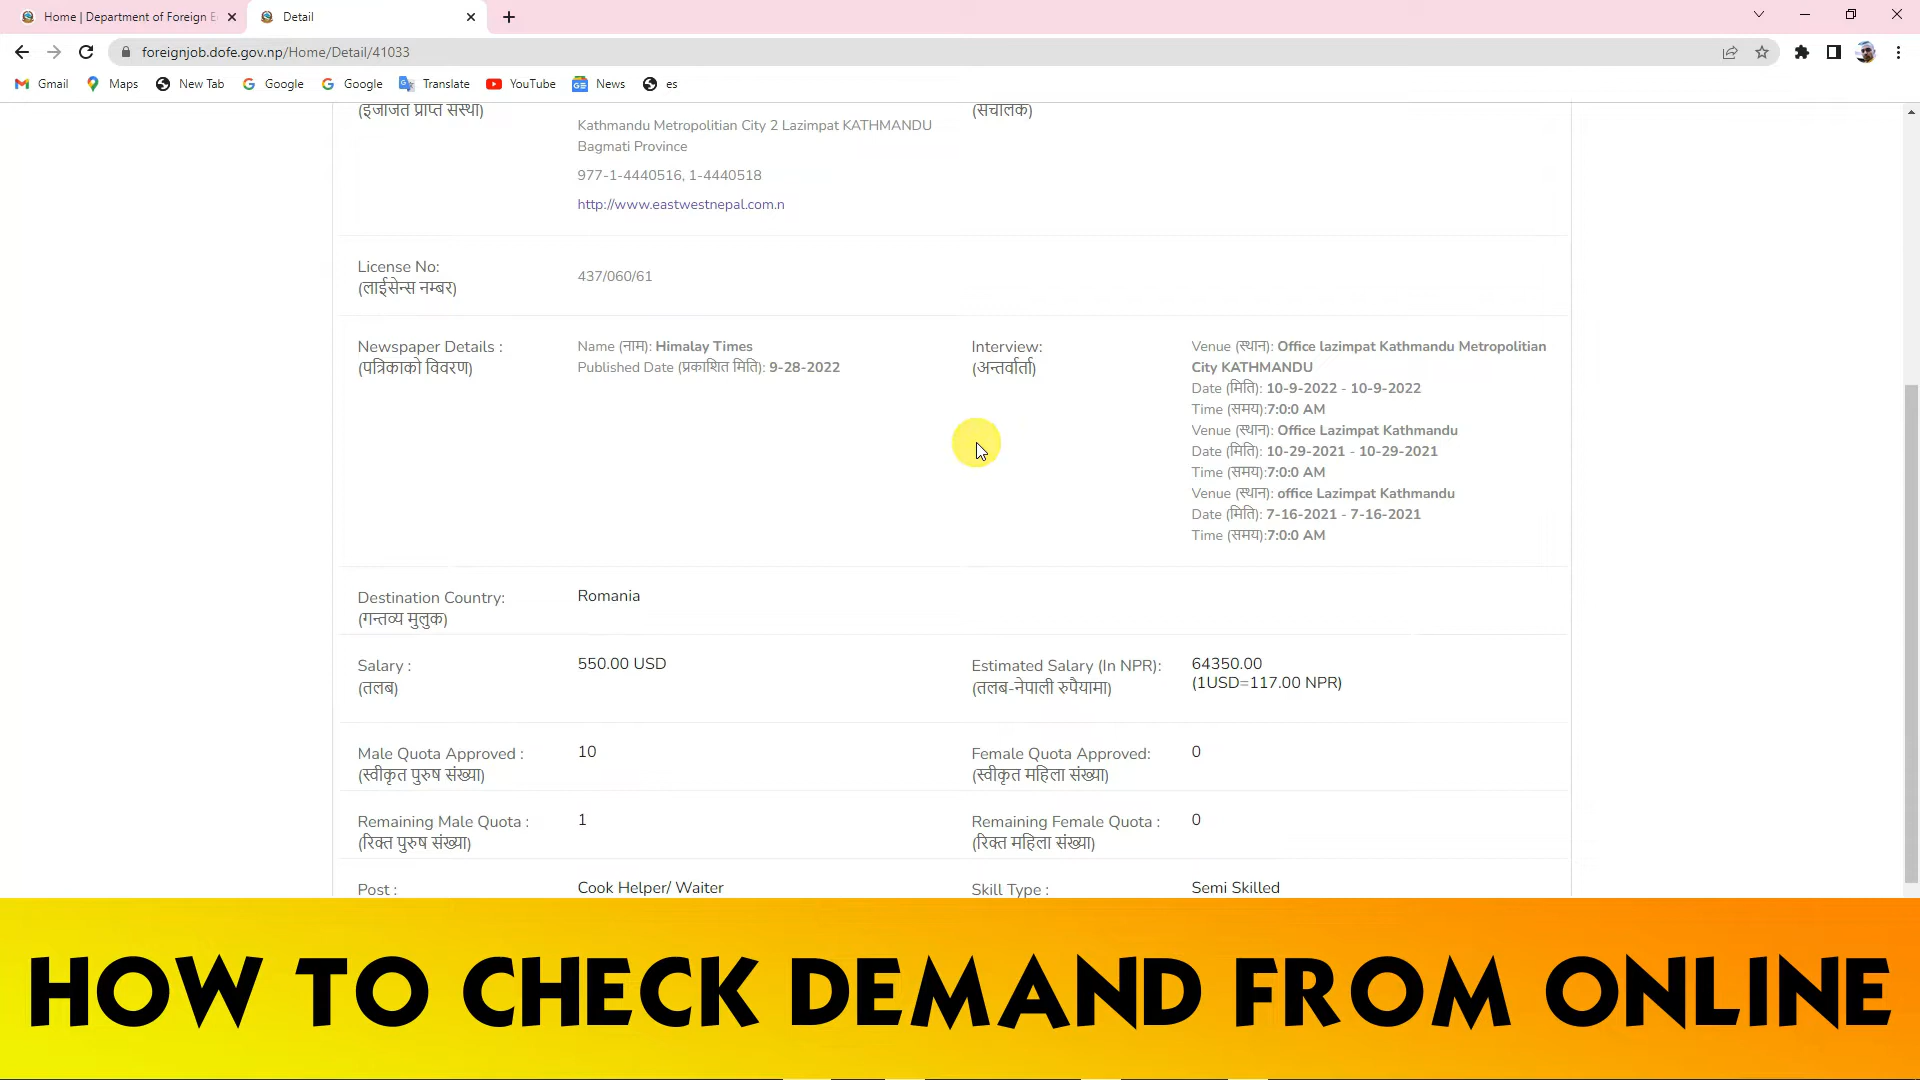 Home | Department of Foreign E
Detail
foreignjob.dofe.gov.np/Home/Detail/41033
Gmail
Maps
New Tab
Google
Google
Translate
YouTube
News
es
(इजाजत प्राप्त संस्था)
(संचालक)
Kathmandu Metropolitian City 2 Lazimpat KATHMANDU
Bagmati Province
977-1-4440516, 1-4440518
http://www.eastwestnepal.com.n
License No:
(लाईसेन्स नम्बर)
437/060/61
Newspaper Details :
(पत्रिकाको विवरण)
Name (नाम): Himalay Times
Published Date (प्रकाशित मिति): 9-28-2022
Interview:
(अन्तर्वार्ता)
Venue (स्थान): Office lazimpat Kathmandu Metropolitian
City KATHMANDU
Date (मिति): 10-9-2022 - 10-9-2022
Time (समय):7:0:0 AM
Venue (स्थान): Office Lazimpat Kathmandu
Date (मिति): 10-29-2021 - 10-29-2021
Time (समय):7:0:0 AM
Venue (स्थान): office Lazimpat Kathmandu
Date (मिति): 7-16-2021 - 7-16-2021
Time (समय):7:0:0 AM
Destination Country:
(गन्तव्य मुलुक)
Romania
Salary :
(तलब)
550.00 USD
Estimated Salary (In NPR):
(तलब-नेपाली रुपैयामा)
64350.00
(1USD=117.00 NPR)
Male Quota Approved :
(स्वीकृत पुरुष संख्या)
10
Female Quota Approved:
(स्वीकृत महिला संख्या)
0
Remaining Male Quota :
(रिक्त पुरुष संख्या)
1
Remaining Female Quota :
(रिक्त महिला संख्या)
0
Post :
Cook Helper/ Waiter
Skill Type :
Semi Skilled
HOW TO CHECK DEMAND FROM ONLINE